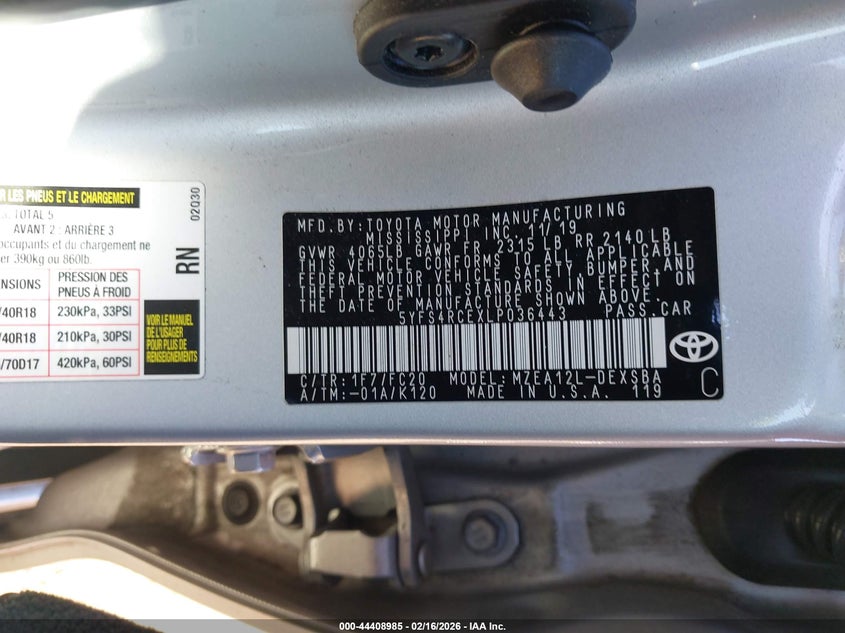 R LES PNEUS ET LE CHARGEMENT
TOTAL 5
AVANT 2 : ARRIÈRE 3
occupants et du chargement ne
er 390kg ou 860lb.
ENSIONS
PRESSION DES
PNEUS À FROID
/40R18 230kPa, 33PSI
/40R18 210kPa, 30PSI
/70D17 420kPa, 60PSI
VOIR LE MANUEL
DE L'USAGER
POUR PLUS DE
RENSEIGNEMENTS
02Q30
RN
MFD.BY:TOYOTA MOTOR MANUFACTURING
MISSISSIPPI, INC. 11/19
GVWR 4065LB GAWR FR 2315 LB RR 2140 LB
THIS VEHICLE CONFORMS TO ALL APPLICABLE
FEDERAL MOTOR VEHICLE SAFETY, BUMPER, AND
THEFT PREVENTION STANDARDS IN EFFECT ON
THE DATE OF MANUFACTURE SHOWN ABOVE.
5YFS4RCEXLP036443 PASS.CAR
C/TR: 1F7/FC20 MODEL: MZEA12L-DEXSBA
A/TM:-01A/K120 MADE IN U.S.A. 119
C
000-44408985 - 02/16/2026 - IAA Inc.